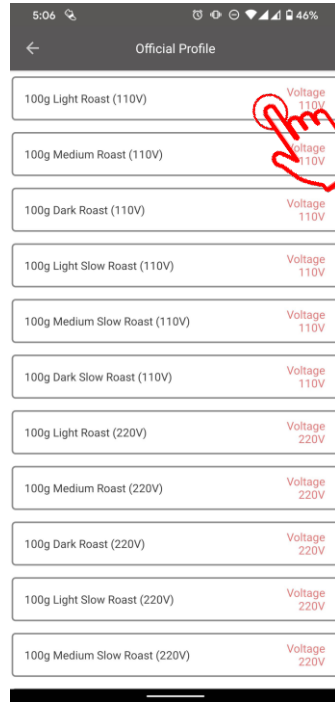 5:06 46%
Official Profile
100g Light Roast (110V) Voltage
110V
100g Medium Roast (110V) Voltage
110V
100g Dark Roast (110V) Voltage
110V
100g Light Slow Roast (110V) Voltage
110V
100g Medium Slow Roast (110V) Voltage
110V
100g Dark Slow Roast (110V) Voltage
110V
100g Light Roast (220V) Voltage
220V
100g Medium Roast (220V) Voltage
220V
100g Dark Roast (220V) Voltage
220V
100g Light Slow Roast (220V) Voltage
220V
100g Medium Slow Roast (220V) Voltage
220V